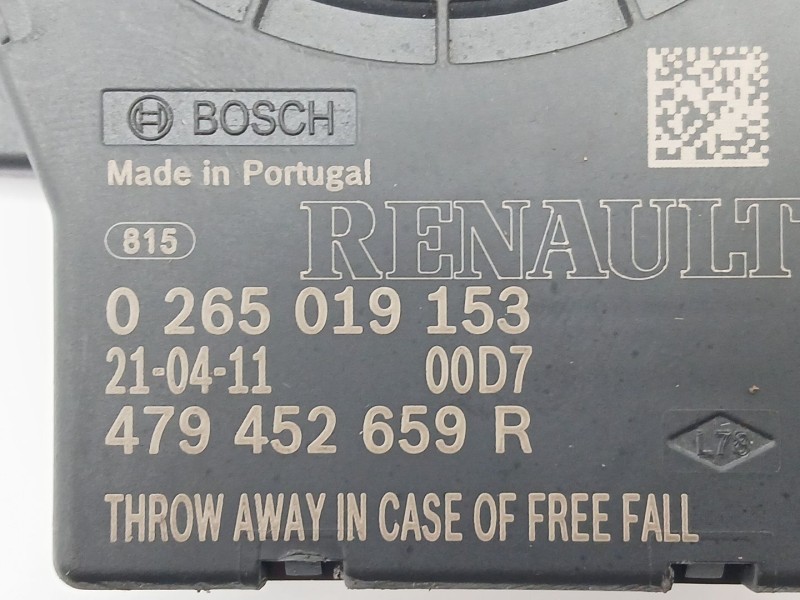 BOSCH
Made in Portugal
815
RENAULT
0 265 019 153
21-04-11 00D7
479 452 659 R
L78
THROW AWAY IN CASE OF FREE FALL